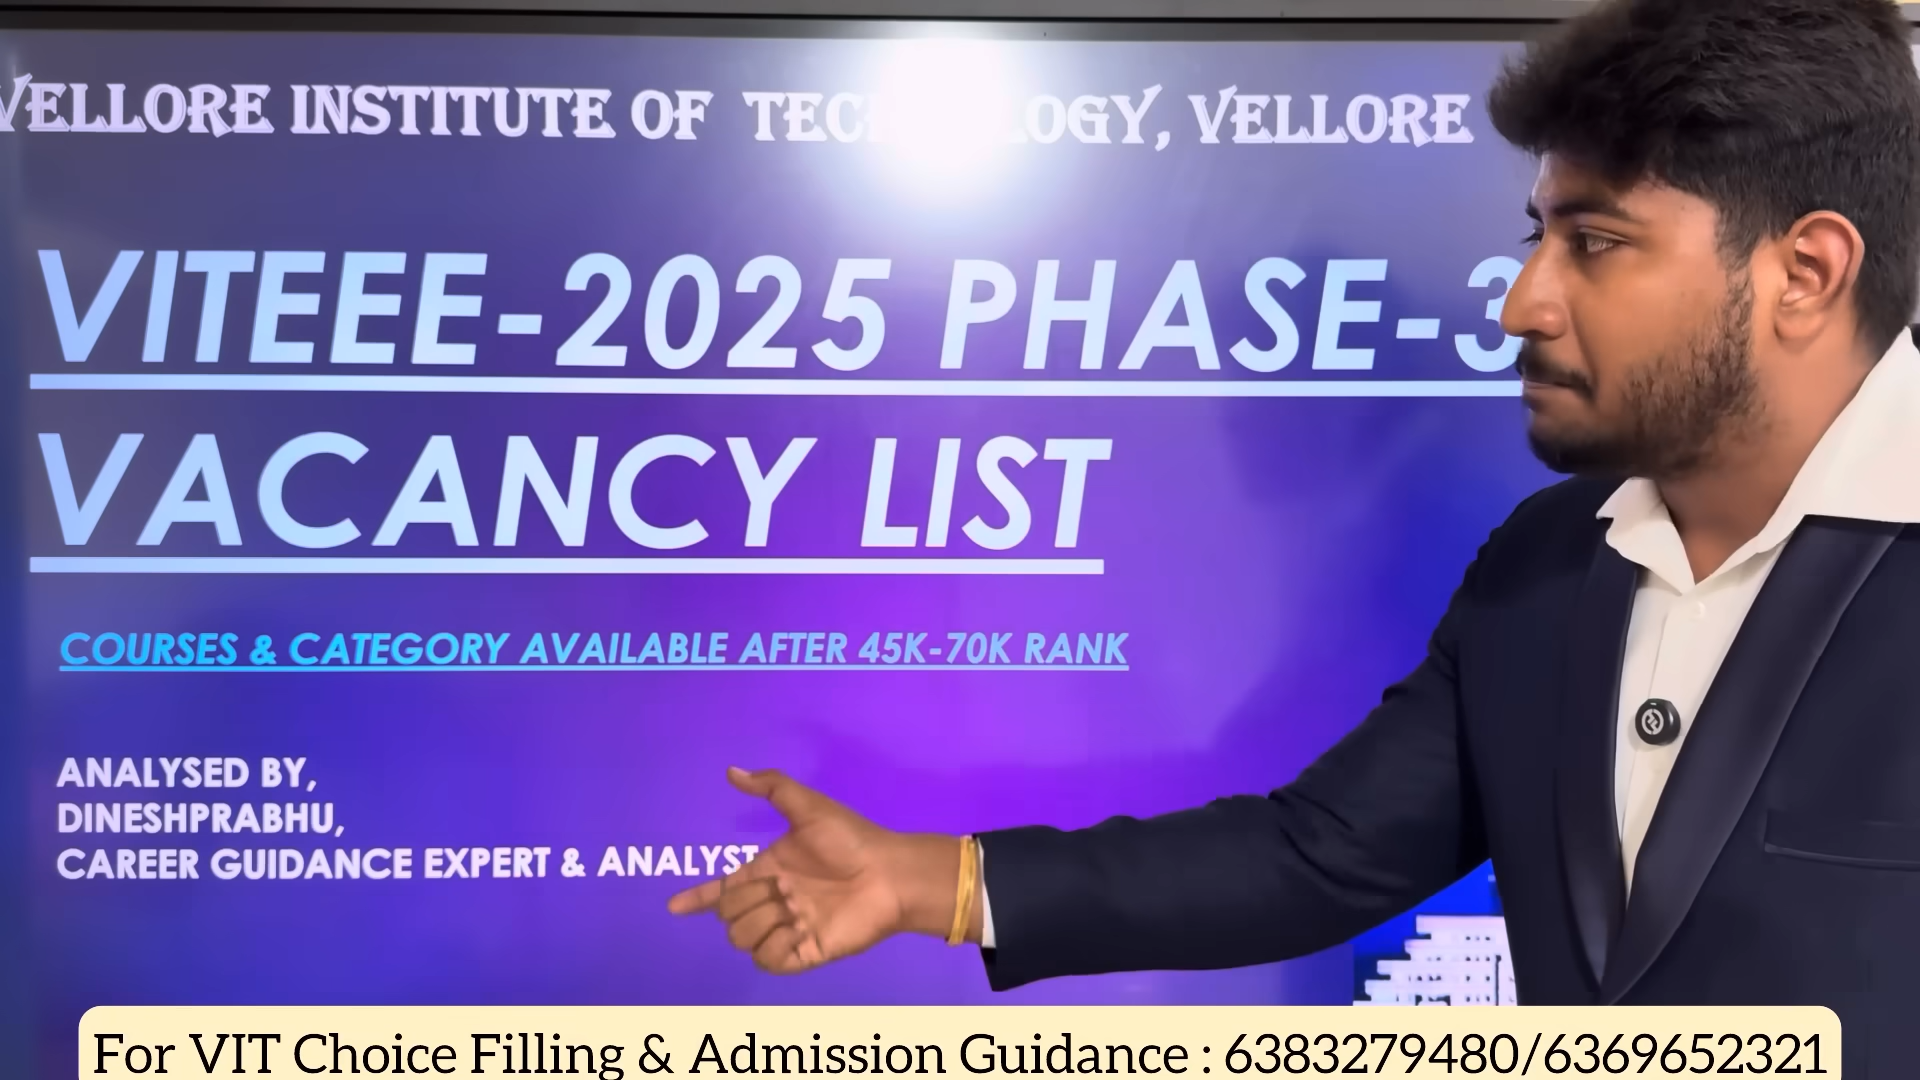 VELLORE INSTITUTE OF TECHNOLOGY, VELLORE
VITEEE-2025 PHASE-3
VACANCY LIST
COURSES & CATEGORY AVAILABLE AFTER 45K-70K RANK
ANALYSED BY,
DINESHPRABHU,
CAREER GUIDANCE EXPERT & ANALYST
For VIT Choice Filling & Admission Guidance : 6383279480/6369652321